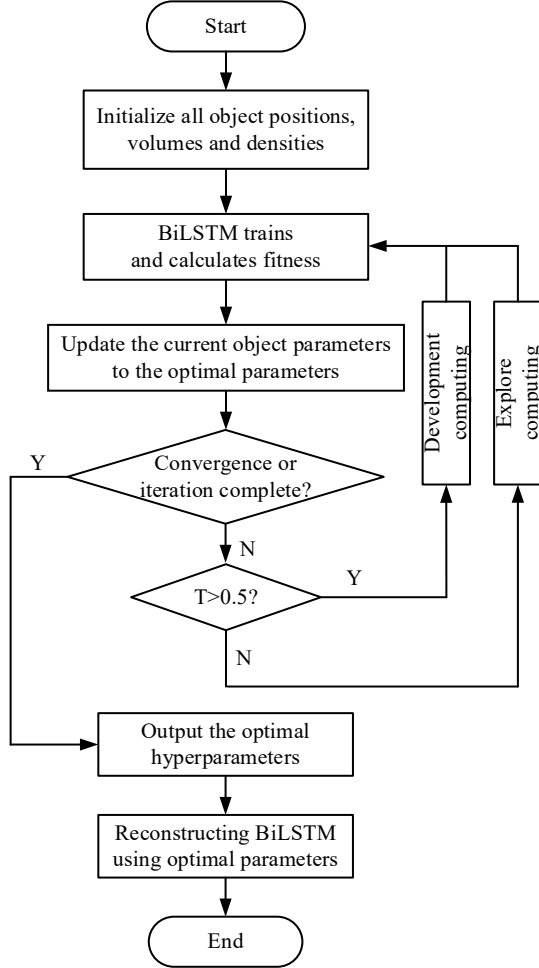 Start
Initialize all object positions,
volumes and densities
BiLSTM trains
and calculates fitness
Update the current object parameters
to the optimal parameters
Development
computing
Explore
computing
Y
Convergence or
iteration complete?
N
T>0.5?
Y
N
Output the optimal
hyperparameters
Reconstructing BiLSTM
using optimal parameters
End